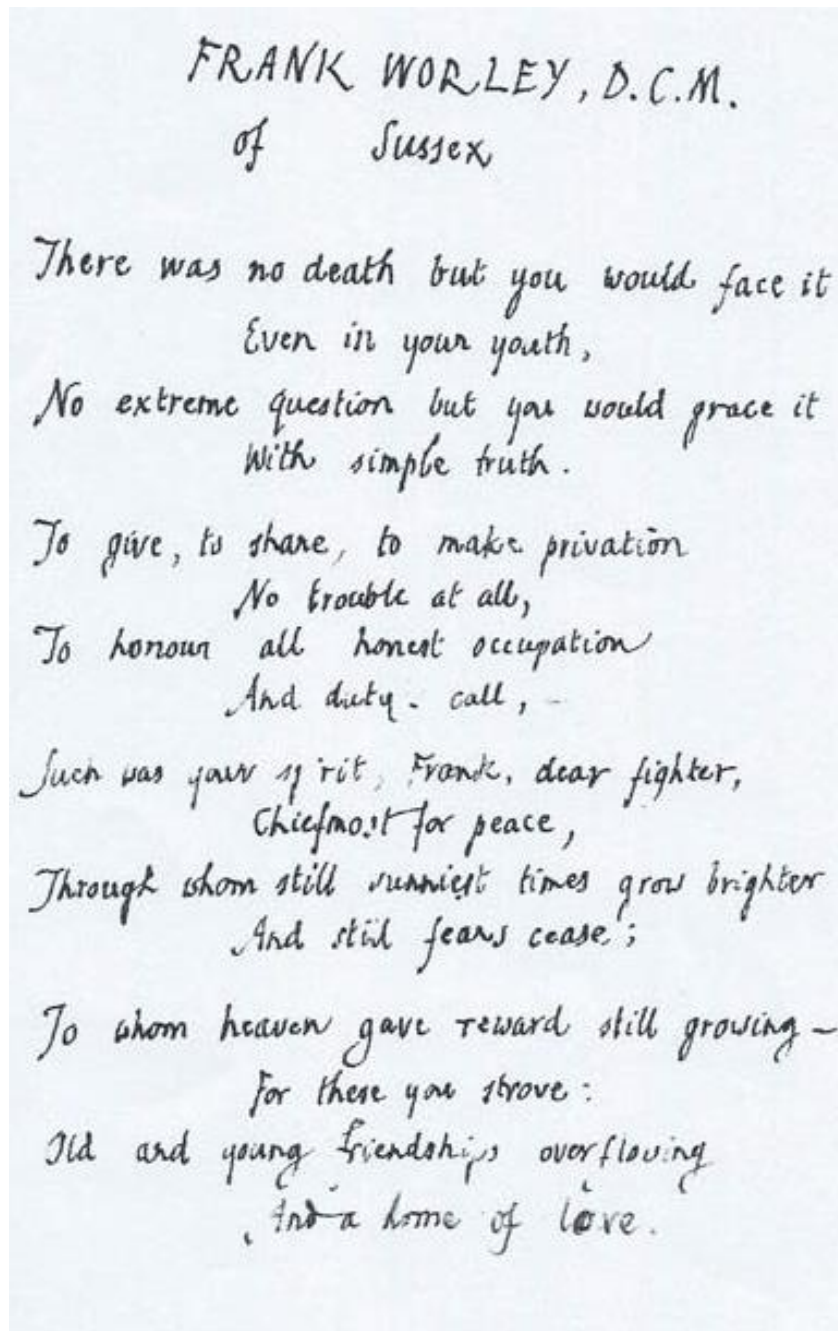 FRANK WORLEY, D.C.M.
of Sussex
There was no death but you would face it
Even in your youth,
No extreme question but you would grace it
With simple truth.
To give, to share, to make privation
No trouble at all,
To honour all honest occupation
And duty - call, -
Such was your spirit, Frank, dear fighter,
Chiefmost for peace,
Through whom still sunniest times grow brighter
And still fears cease;
To whom heaven gave reward still growing -
For these you strove:
Old and young friendships overflowing
And a home of love.